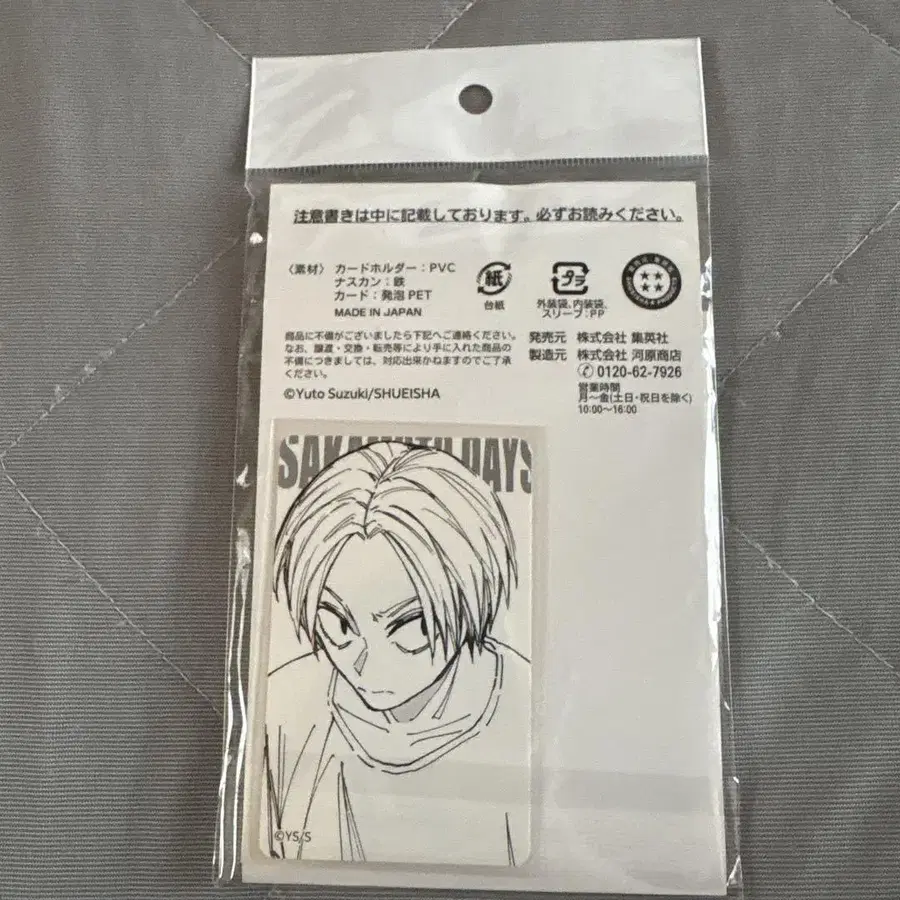 注意書きは中に記載しております。必ずお読みください。
〈素材〉 カードホルダー：PVC
ナスカン：鉄
カード：発泡PET
MADE IN JAPAN
紙
台紙
プラ
外装袋、内装袋、
スリーブ：PP
商品に不備がございましたら下記へご連絡ください。
なお、譲渡・交換・転売等により手に入れた商品の
不備につきましては、対応出来かねますのでご了承
ください。
©Yuto Suzuki/SHUEISHA
発売元 株式会社 集英社
製造元 株式会社 河原商店
0120-62-7926
営業時間
月～金(土日・祝日を除く)
10:00～16:00
SAKAMOTO DAYS
©YS/S